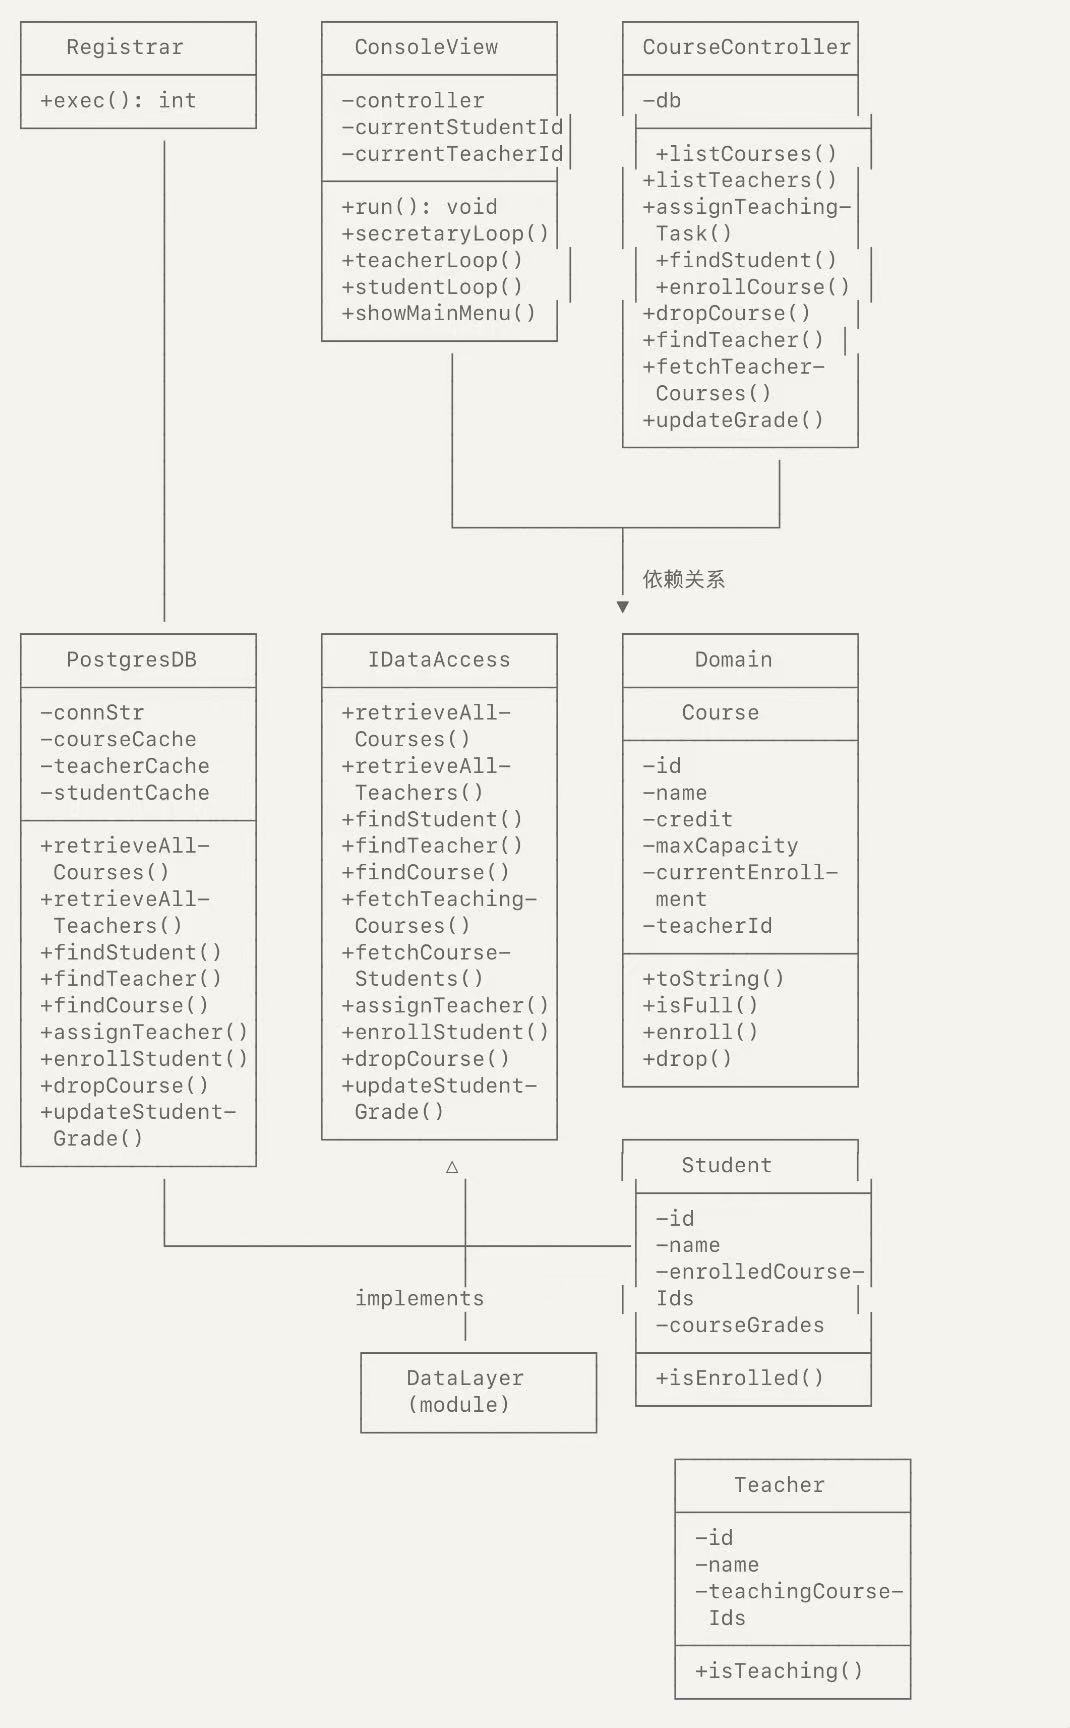 Registrar
+exec(): int
ConsoleView
-controller
-currentStudentId
-currentTeacherId
+run(): void
+secretaryLoop()
+teacherLoop()
+studentLoop()
+showMainMenu()
CourseController
-db
+listCourses()
+listTeachers()
+assignTeaching-
Task()
+findStudent()
+enrollCourse()
+dropCourse()
+findTeacher()
+fetchTeacher-
Courses()
+updateGrade()
依赖关系
PostgresDB
-connStr
-courseCache
-teacherCache
-studentCache
+retrieveAll-
Courses()
+retrieveAll-
Teachers()
+findStudent()
+findTeacher()
+findCourse()
+assignTeacher()
+enrollStudent()
+dropCourse()
+updateStudent-
Grade()
IDataAccess
+retrieveAll-
Courses()
+retrieveAll-
Teachers()
+findStudent()
+findTeacher()
+findCourse()
+fetchTeaching-
Courses()
+fetchCourse-
Students()
+assignTeacher()
+enrollStudent()
+dropCourse()
+updateStudent-
Grade()
Domain
Course
-id
-name
-credit
-maxCapacity
-currentEnroll-
ment
-teacherId
+toString()
+isFull()
+enroll()
+drop()
implements
DataLayer
(module)
Student
-id
-name
-enrolledCourse-
Ids
-courseGrades
+isEnrolled()
Teacher
-id
-name
-teachingCourse-
Ids
+isTeaching()